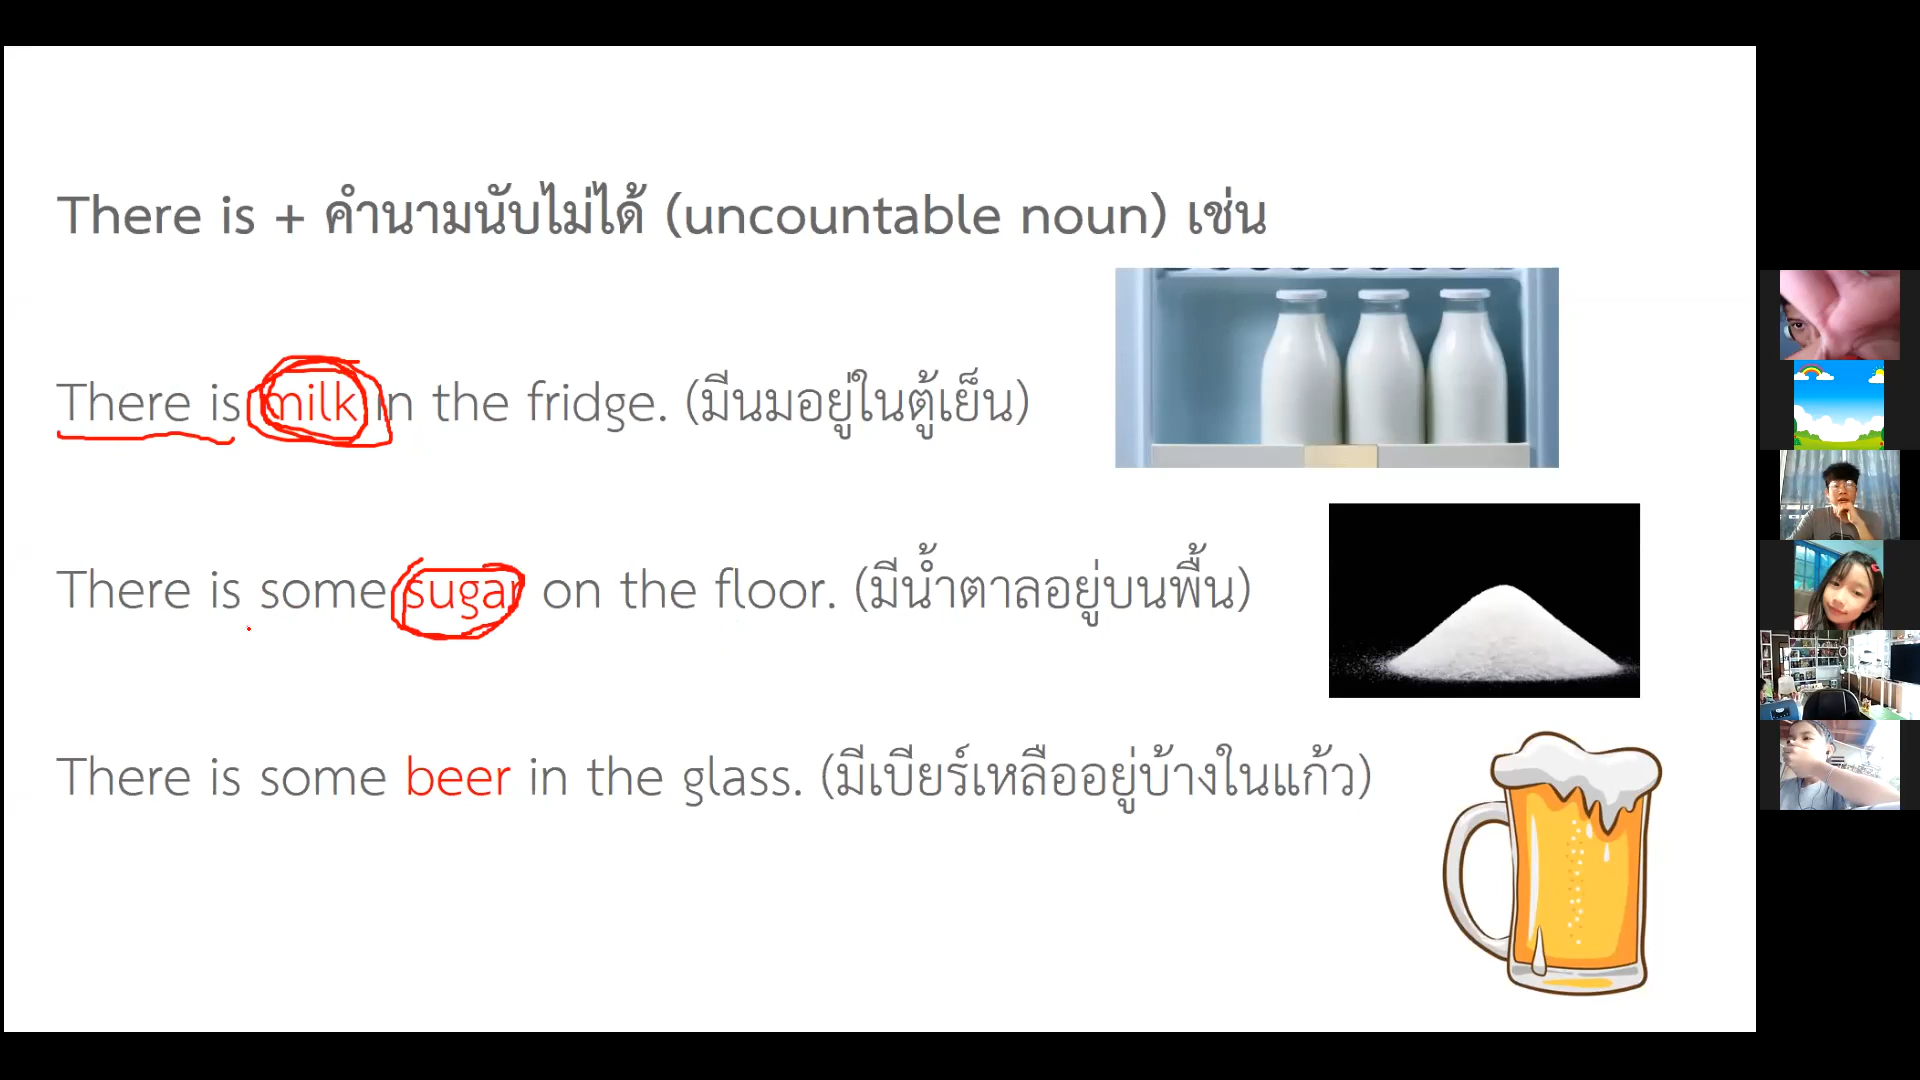 There is + คำนามนับไม่ได้ (uncountable noun) เช่น
There is milk in the fridge. (มีนมอยู่ในตู้เย็น)
There is some sugar on the floor. (มีน้ำตาลอยู่บนพื้น)
There is some beer in the glass. (มีเบียร์เหลืออยู่บ้างในแก้ว)